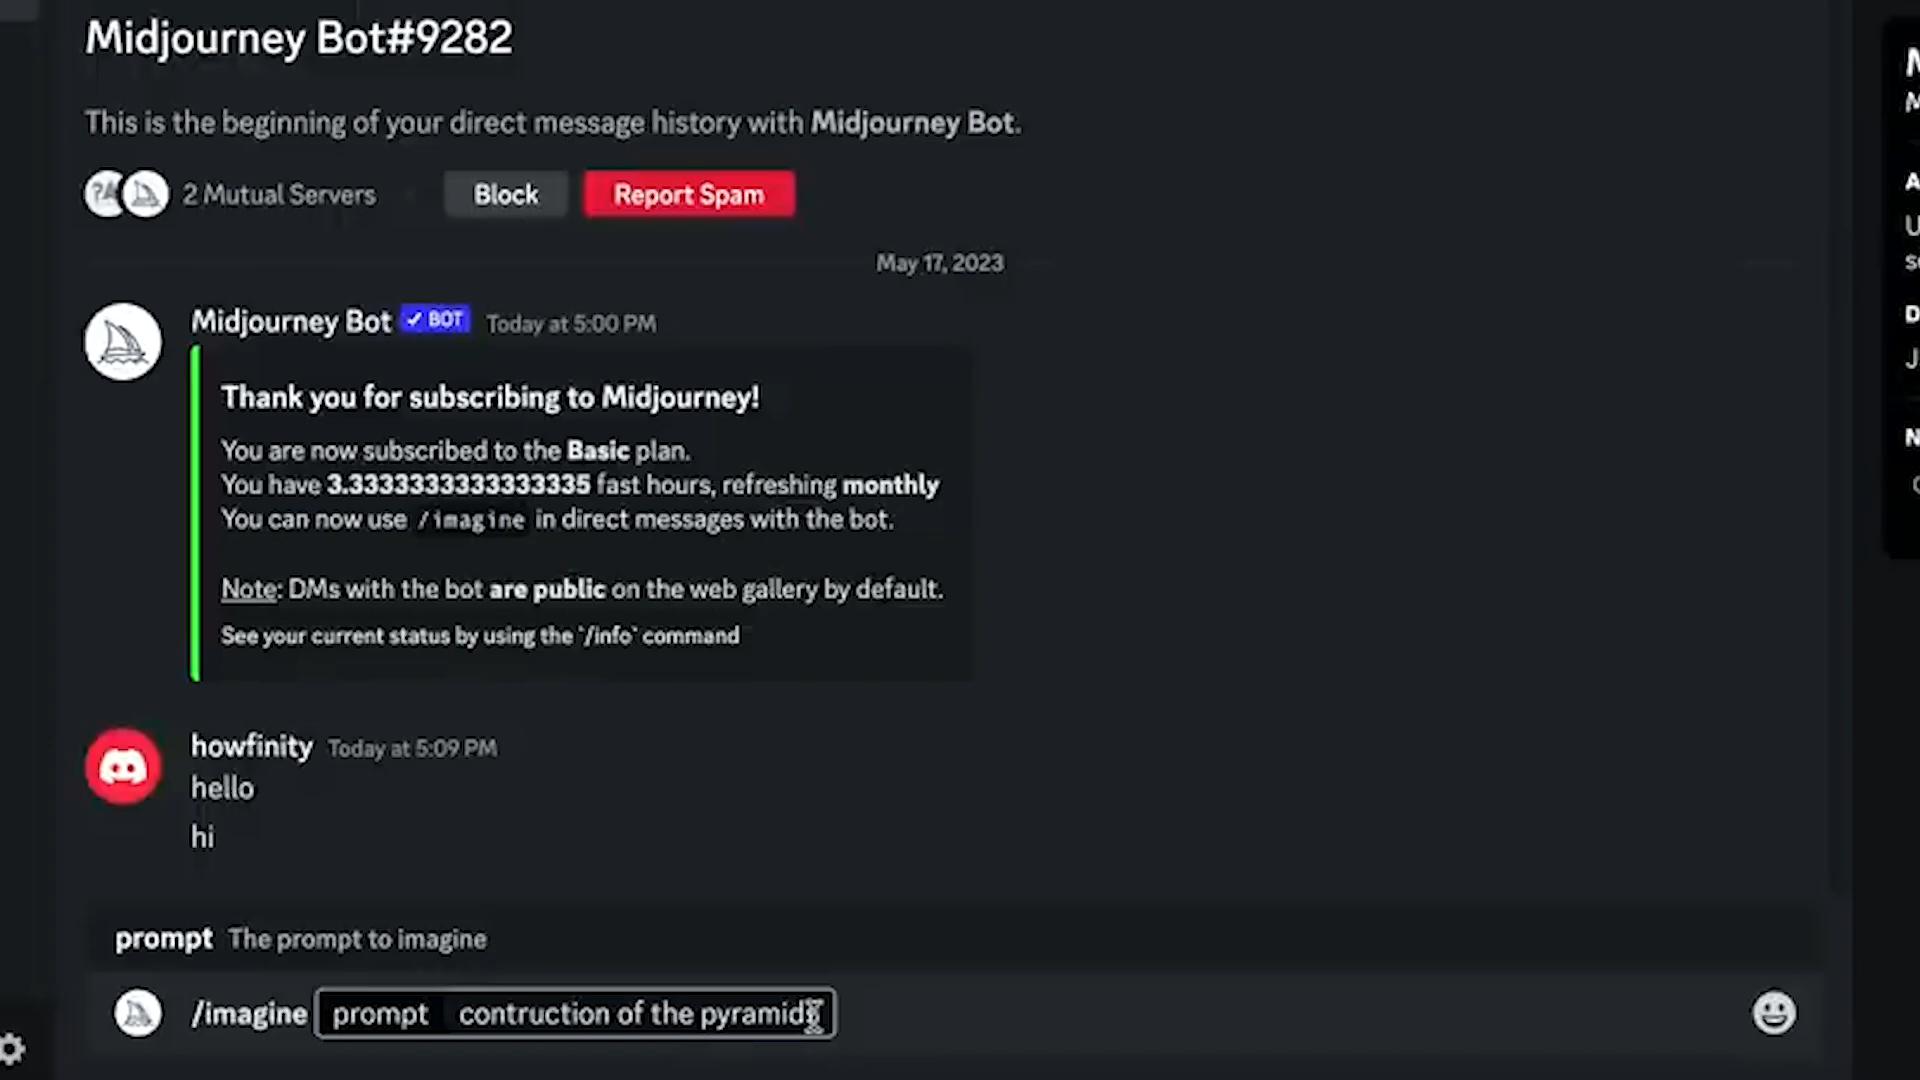 Midjourney Bot#9282
This is the beginning of your direct message history with Midjourney Bot.
2 Mutual Servers Block Report Spam
May 17, 2023
Midjourney Bot ✓ BOT Today at 5:00 PM
Thank you for subscribing to Midjourney!
You are now subscribed to the Basic plan.
You have 3.3333333333333335 fast hours, refreshing monthly
You can now use /imagine in direct messages with the bot.
Note: DMs with the bot are public on the web gallery by default.
See your current status by using the `/info` command
howfinity Today at 5:09 PM
hello
hi
prompt The prompt to imagine
/imagine prompt contruction of the pyramids